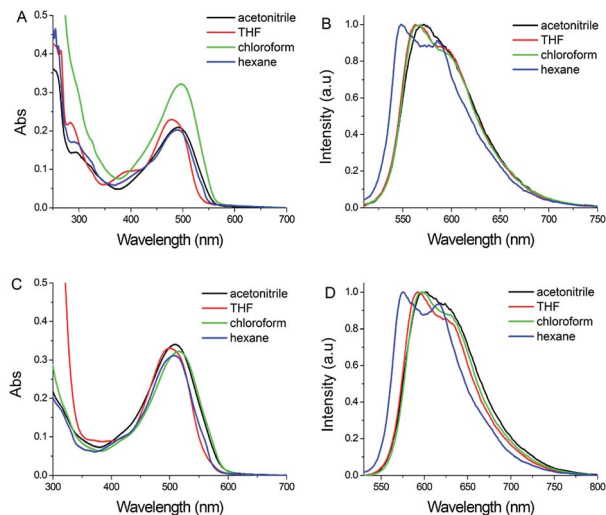 A
acetonitrile
THF
chloroform
hexane
0.5
0.4
0.3
0.2
0.1
0.0
Abs
300
400
500
600
700
Wavelength (nm)
B
acetonitrile
THF
chloroform
hexane
1.0
0.8
0.6
0.4
0.2
0.0
Intensity (a.u)
550
600
650
700
750
Wavelength (nm)
C
acetonitrile
THF
chloroform
hexane
0.5
0.4
0.3
0.2
0.1
0.0
Abs
300
400
500
600
700
Wavelength (nm)
D
acetonitrile
THF
chloroform
hexane
1.0
0.8
0.6
0.4
0.2
0.0
Intensity (a.u)
550
600
650
700
750
800
Wavelength (nm)